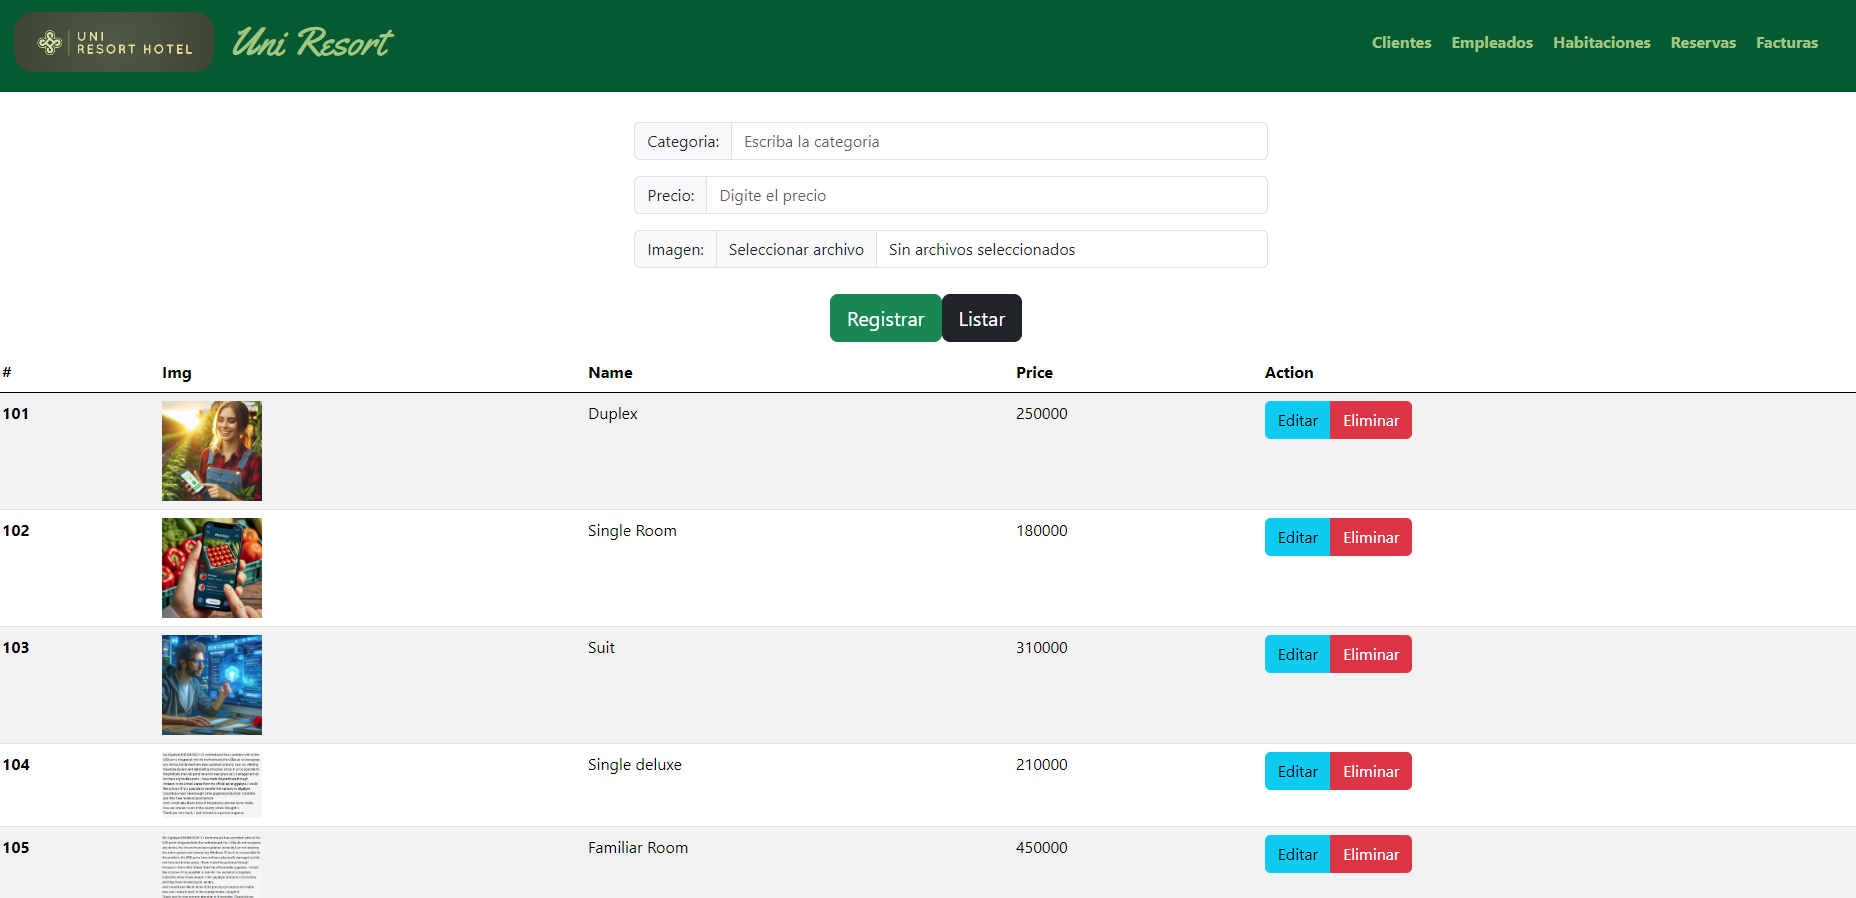 UNI
RESORT HOTEL
Uni Resort
Clientes Empleados Habitaciones Reservas Facturas
Categoria: Escriba la categoria
Precio: Digite el precio
Imagen: Seleccionar archivo Sin archivos seleccionados
Registrar Listar
# Img Name Price Action
101 Duplex 250000 Editar Eliminar
102 Single Room 180000 Editar Eliminar
103 Suit 310000 Editar Eliminar
104 Single deluxe 210000 Editar Eliminar
105 Familiar Room 450000 Editar Eliminar